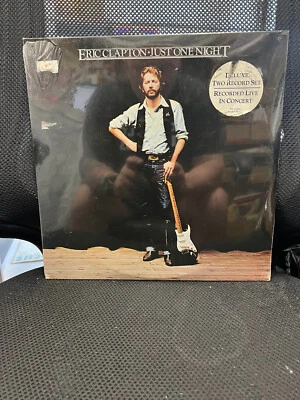 ERIC CLAPTON·JUST ONE NIGHT
DELUXE
TWO RECORD SET
RECORDED LIVE
IN CONCERT